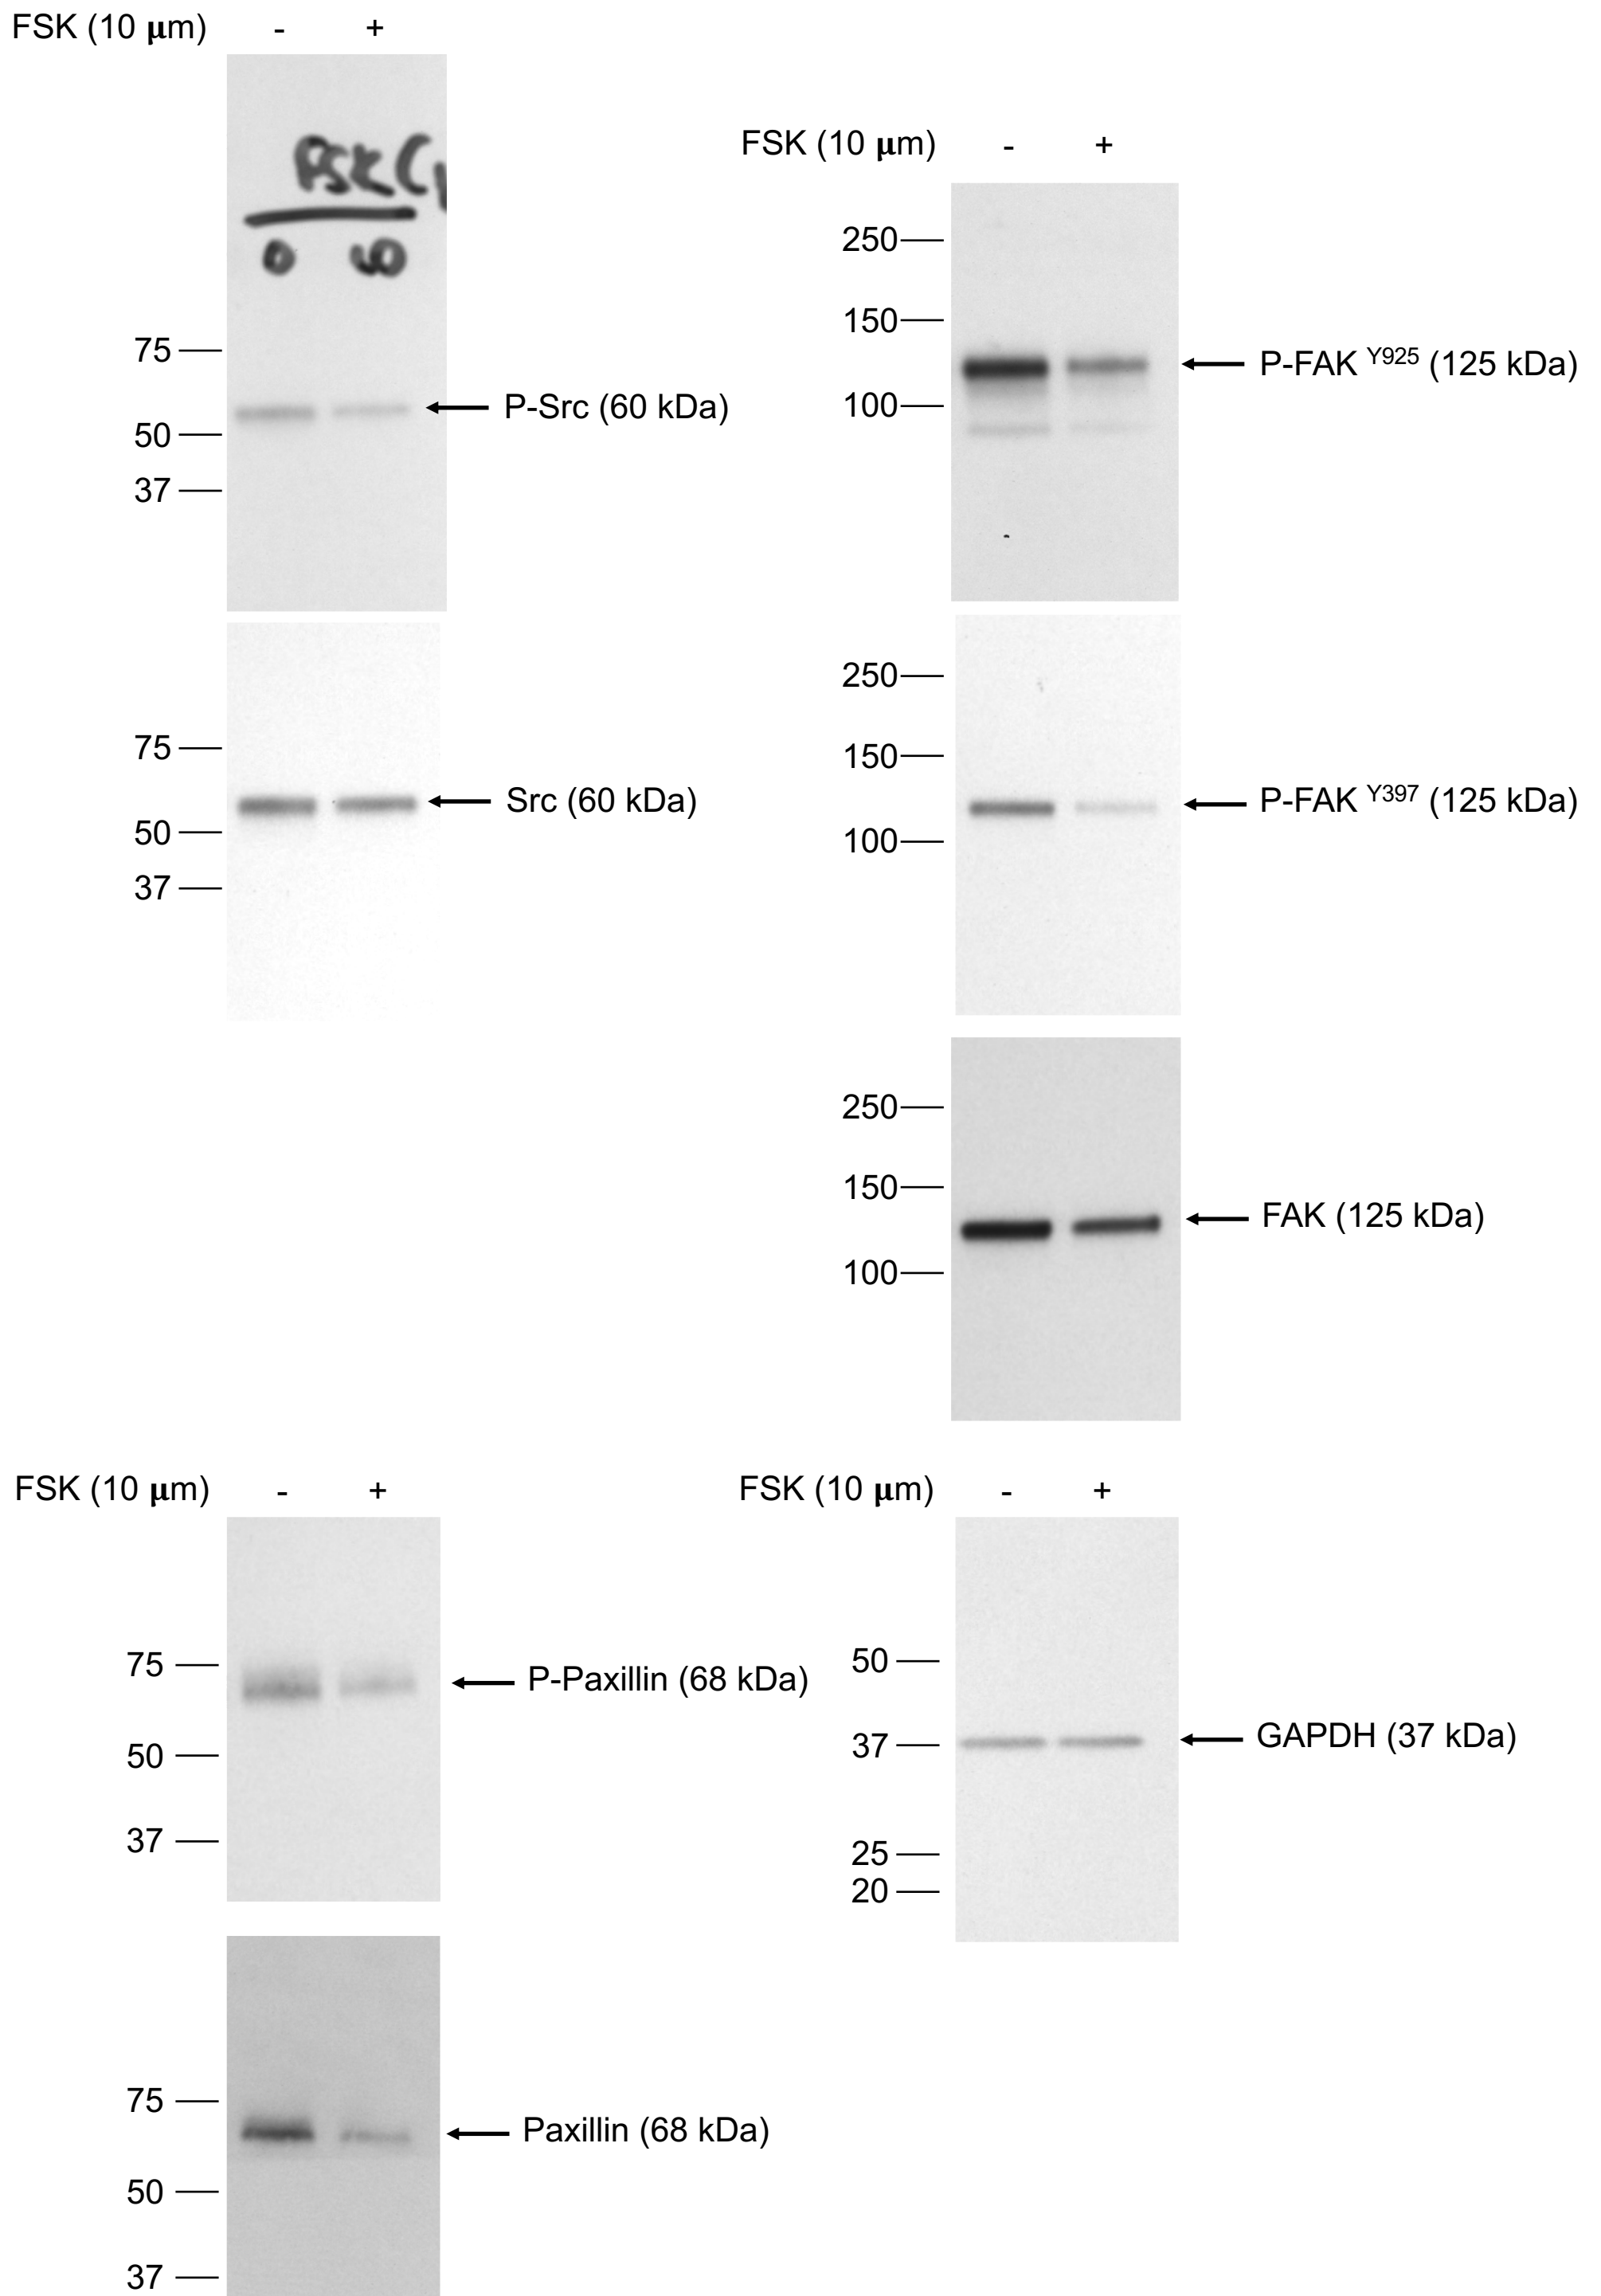 FSK (10 μm) - +
FSK (
0 10
75
P-Src (60 kDa)
50
37
75
Src (60 kDa)
50
37
FSK (10 μm) - +
250
150
P-FAK Y925 (125 kDa)
100
250
150
P-FAK Y397 (125 kDa)
100
250
150
FAK (125 kDa)
100
FSK (10 μm) - +
75
P-Paxillin (68 kDa)
50
37
75
Paxillin (68 kDa)
50
37
FSK (10 μm) - +
50
37
GAPDH (37 kDa)
25
20